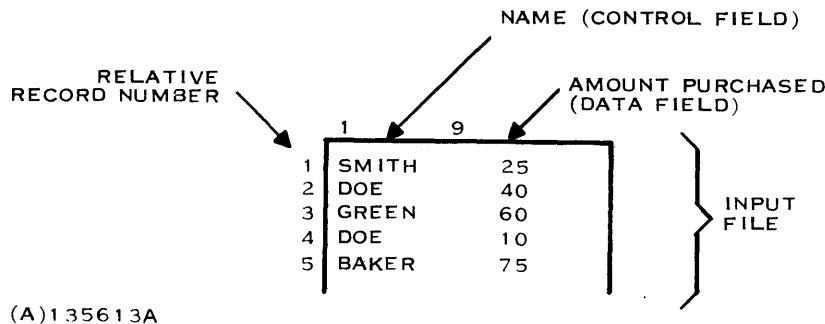 NAME (CONTROL FIELD)
RELATIVE
RECORD NUMBER
AMOUNT PURCHASED
(DATA FIELD)
1 9
1 SMITH 25
2 DOE 40
3 GREEN 60
4 DOE 10
5 BAKER 75
INPUT
FILE
(A)135613A